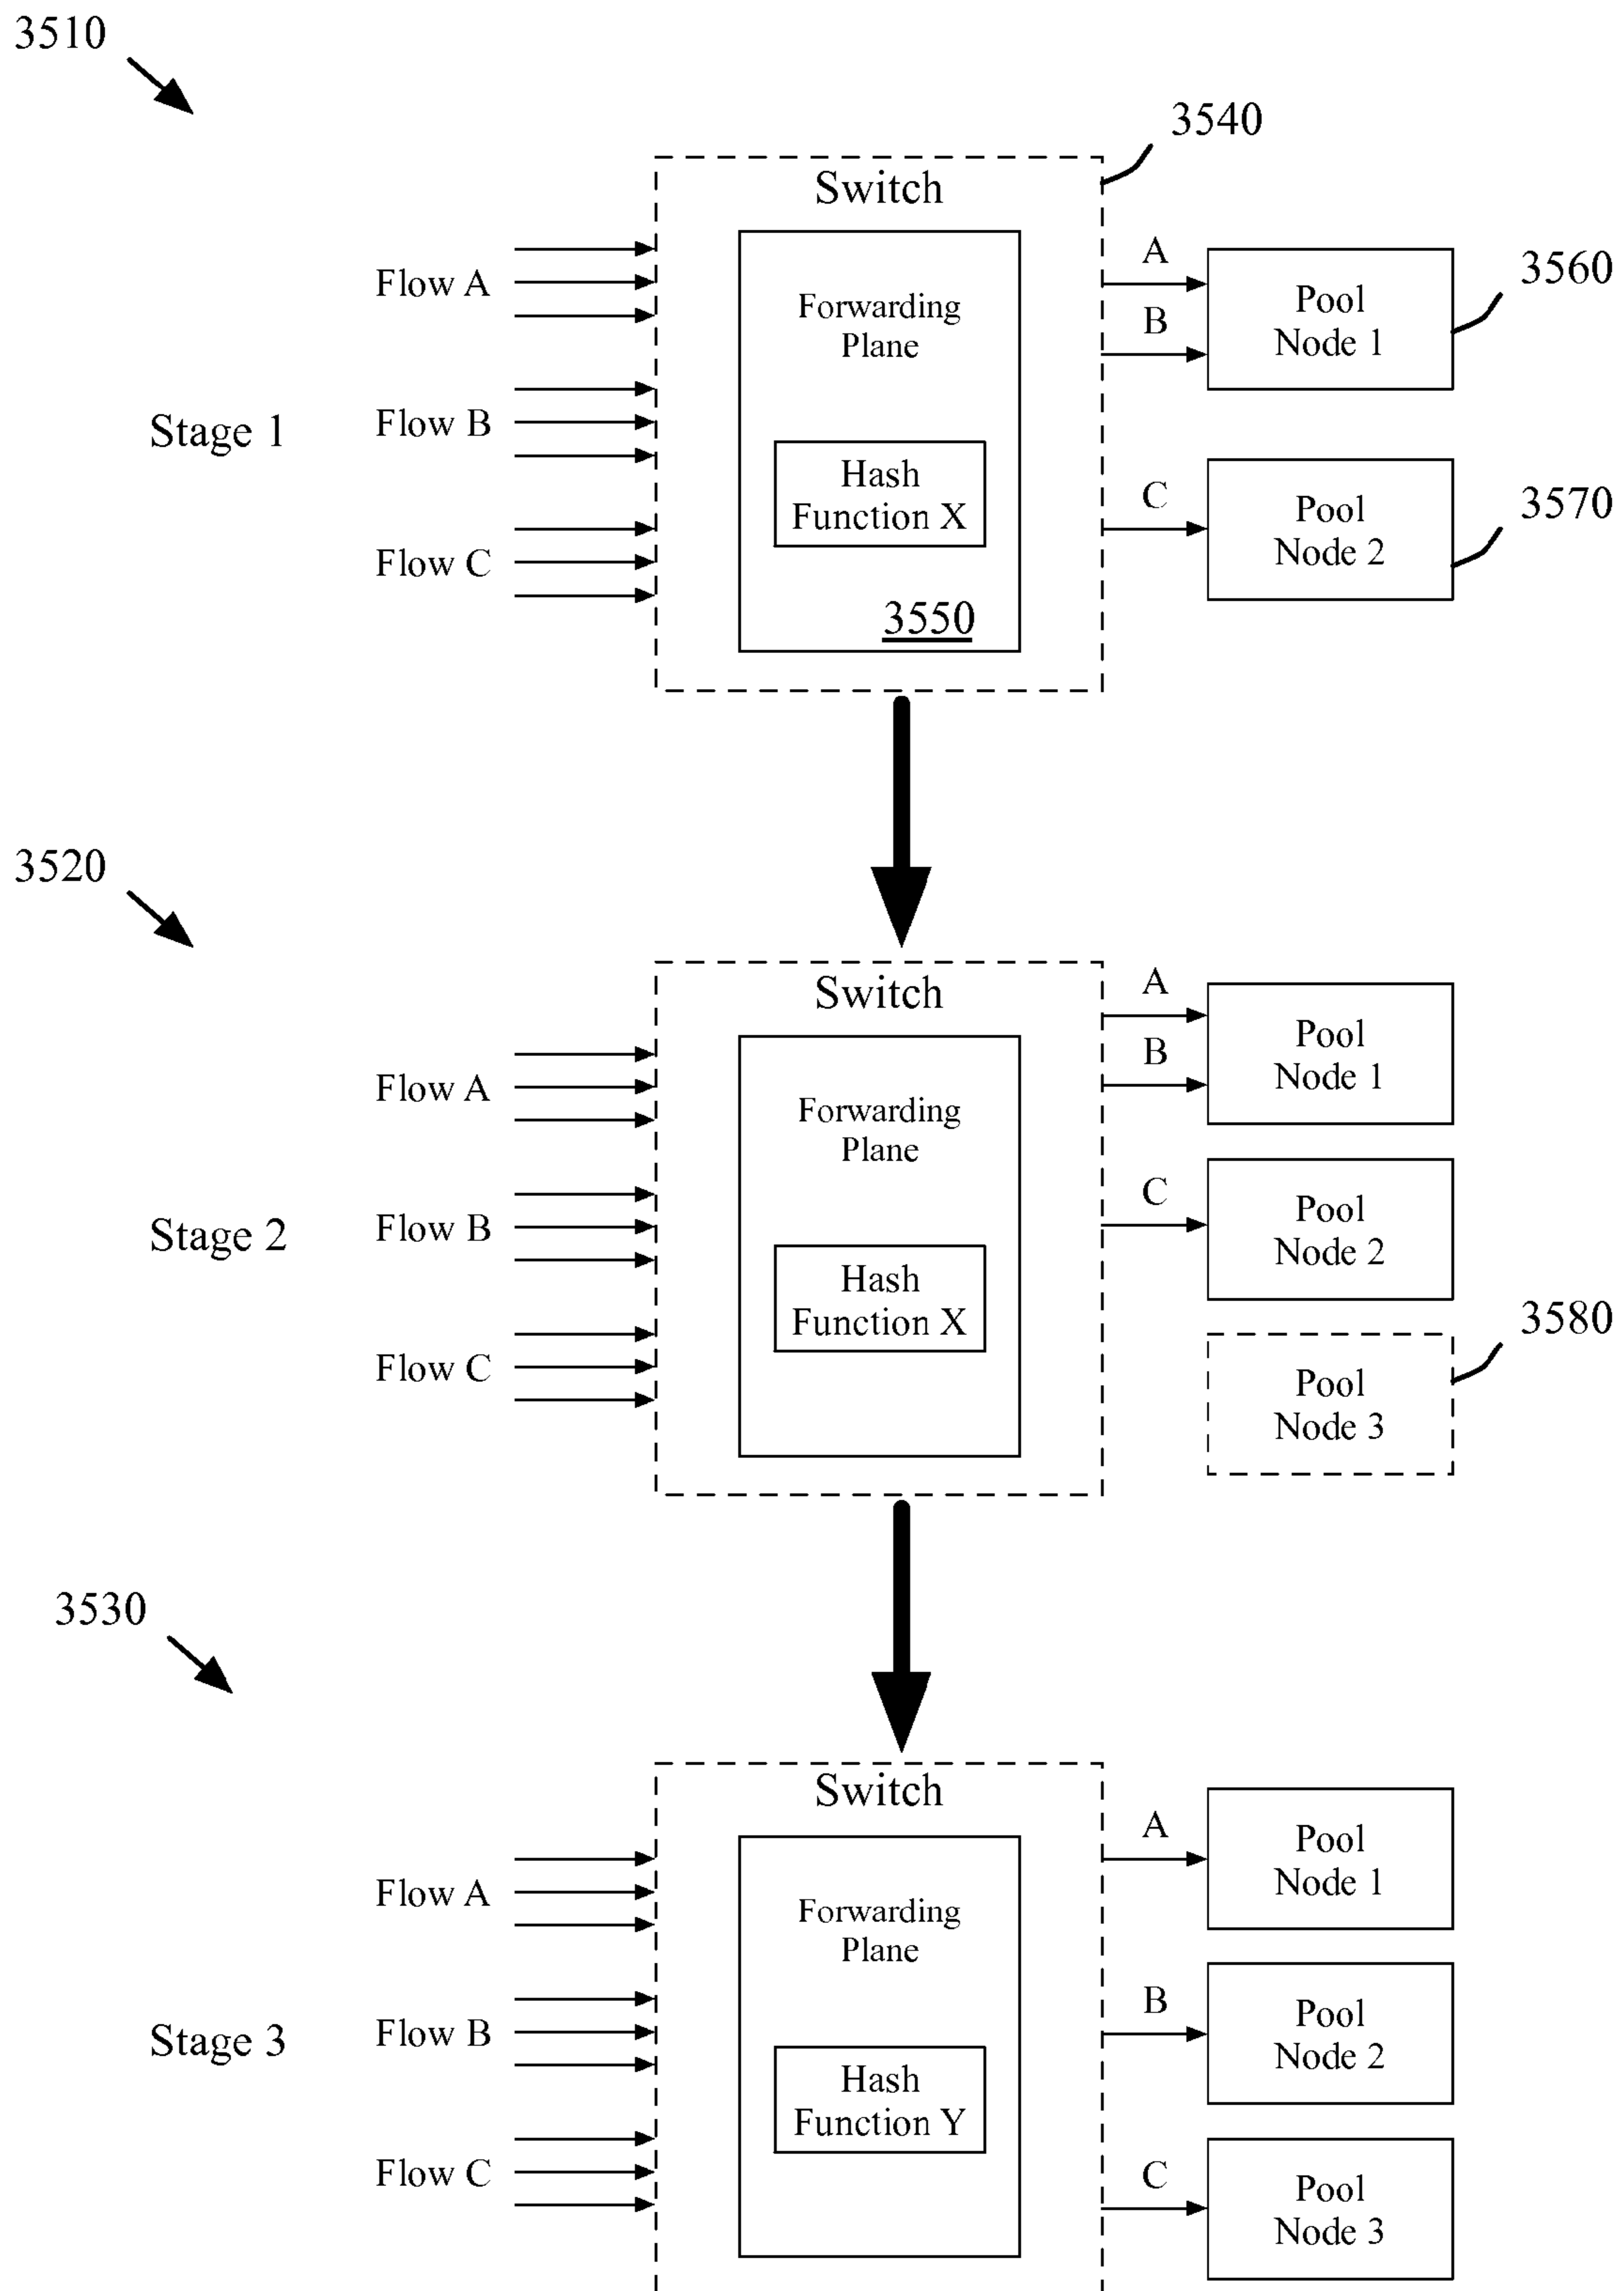 3510
3540
Switch
A
3560
Flow A
Forwarding
Plane
Pool
Node 1
B
Stage 1
Flow B
Hash
Function X
C
Pool
Node 2
3570
Flow C
3550
3520
Switch
A
Flow A
Forwarding
Plane
Pool
Node 1
B
Stage 2
Flow B
Hash
Function X
C
Pool
Node 2
3580
Flow C
Pool
Node 3
3530
Switch
A
Flow A
Forwarding
Plane
Pool
Node 1
Stage 3
Flow B
Hash
Function Y
B
Pool
Node 2
Flow C
C
Pool
Node 3